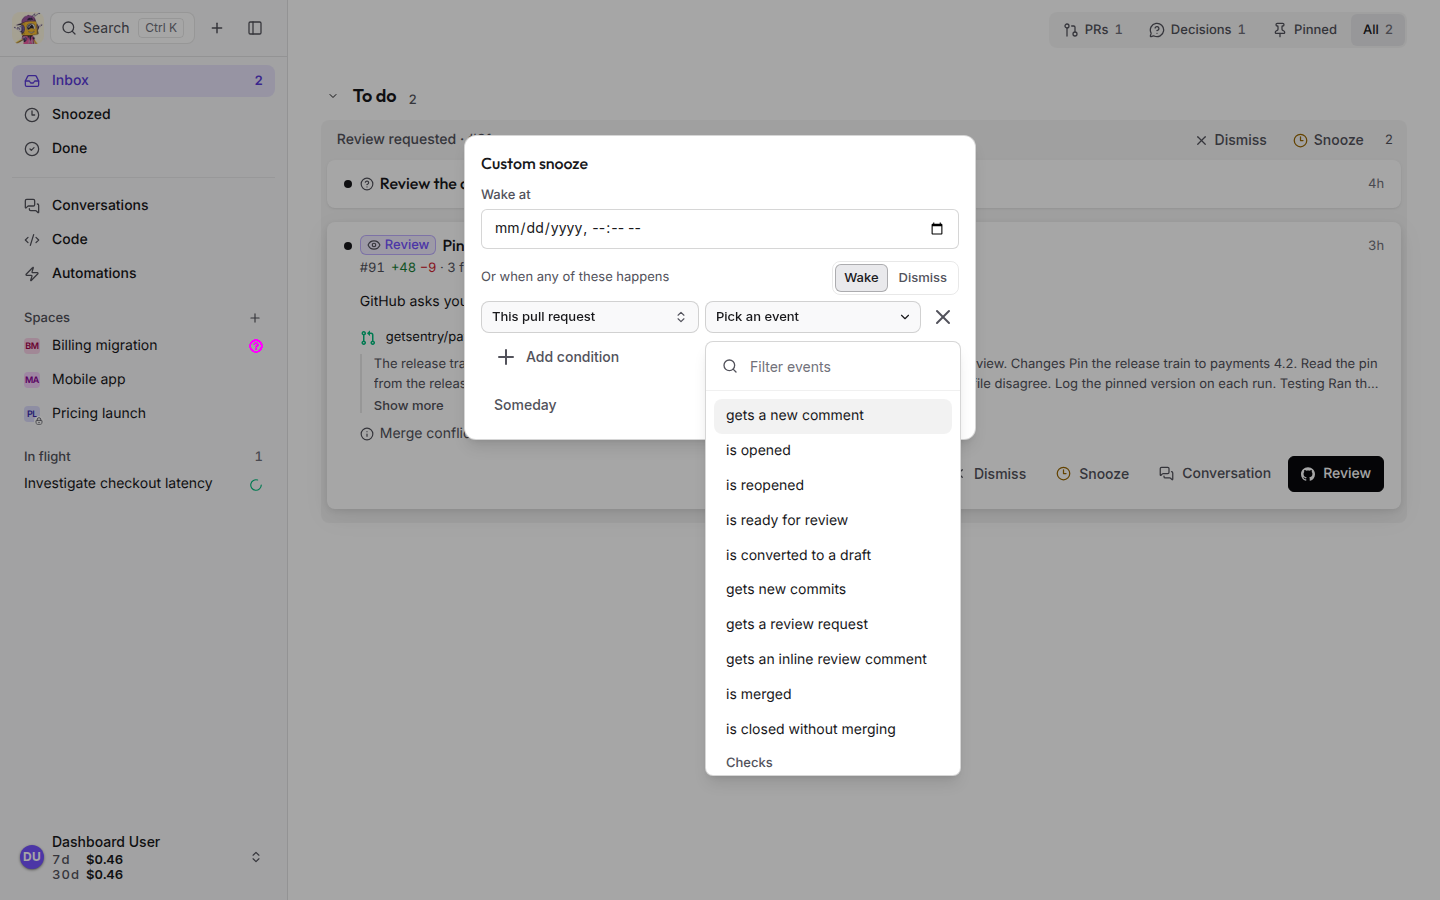 Search Ctrl K
PRs 1
Decisions 1
Pinned
All 2
Inbox 2
Snoozed
Done
Conversations
Code
Automations
Spaces
BM Billing migration
MA Mobile app
PL Pricing launch
In flight 1
Investigate checkout latency
DU Dashboard User
7d $0.46
30d $0.46
To do 2
Review requested ·
Dismiss
Snooze
2
Review the
4h
Review
3h
#91 +48 −9 · 3
GitHub asks you
getsentry/pa
The release
view. Changes Pin the release train to payments 4.2. Read the pin
from the
disagree. Log the pinned version on each run. Testing Ran th...
Show more
Merge
Dismiss
Snooze
Conversation
Review
Custom snooze
Wake at
mm/dd/yyyy, --:-- --
Or when any of these happens
Wake
Dismiss
This pull request
Pick an event
Add condition
Someday
Filter events
gets a new comment
is opened
is reopened
is ready for review
is converted to a draft
gets new commits
gets a review request
gets an inline review comment
is merged
is closed without merging
Checks